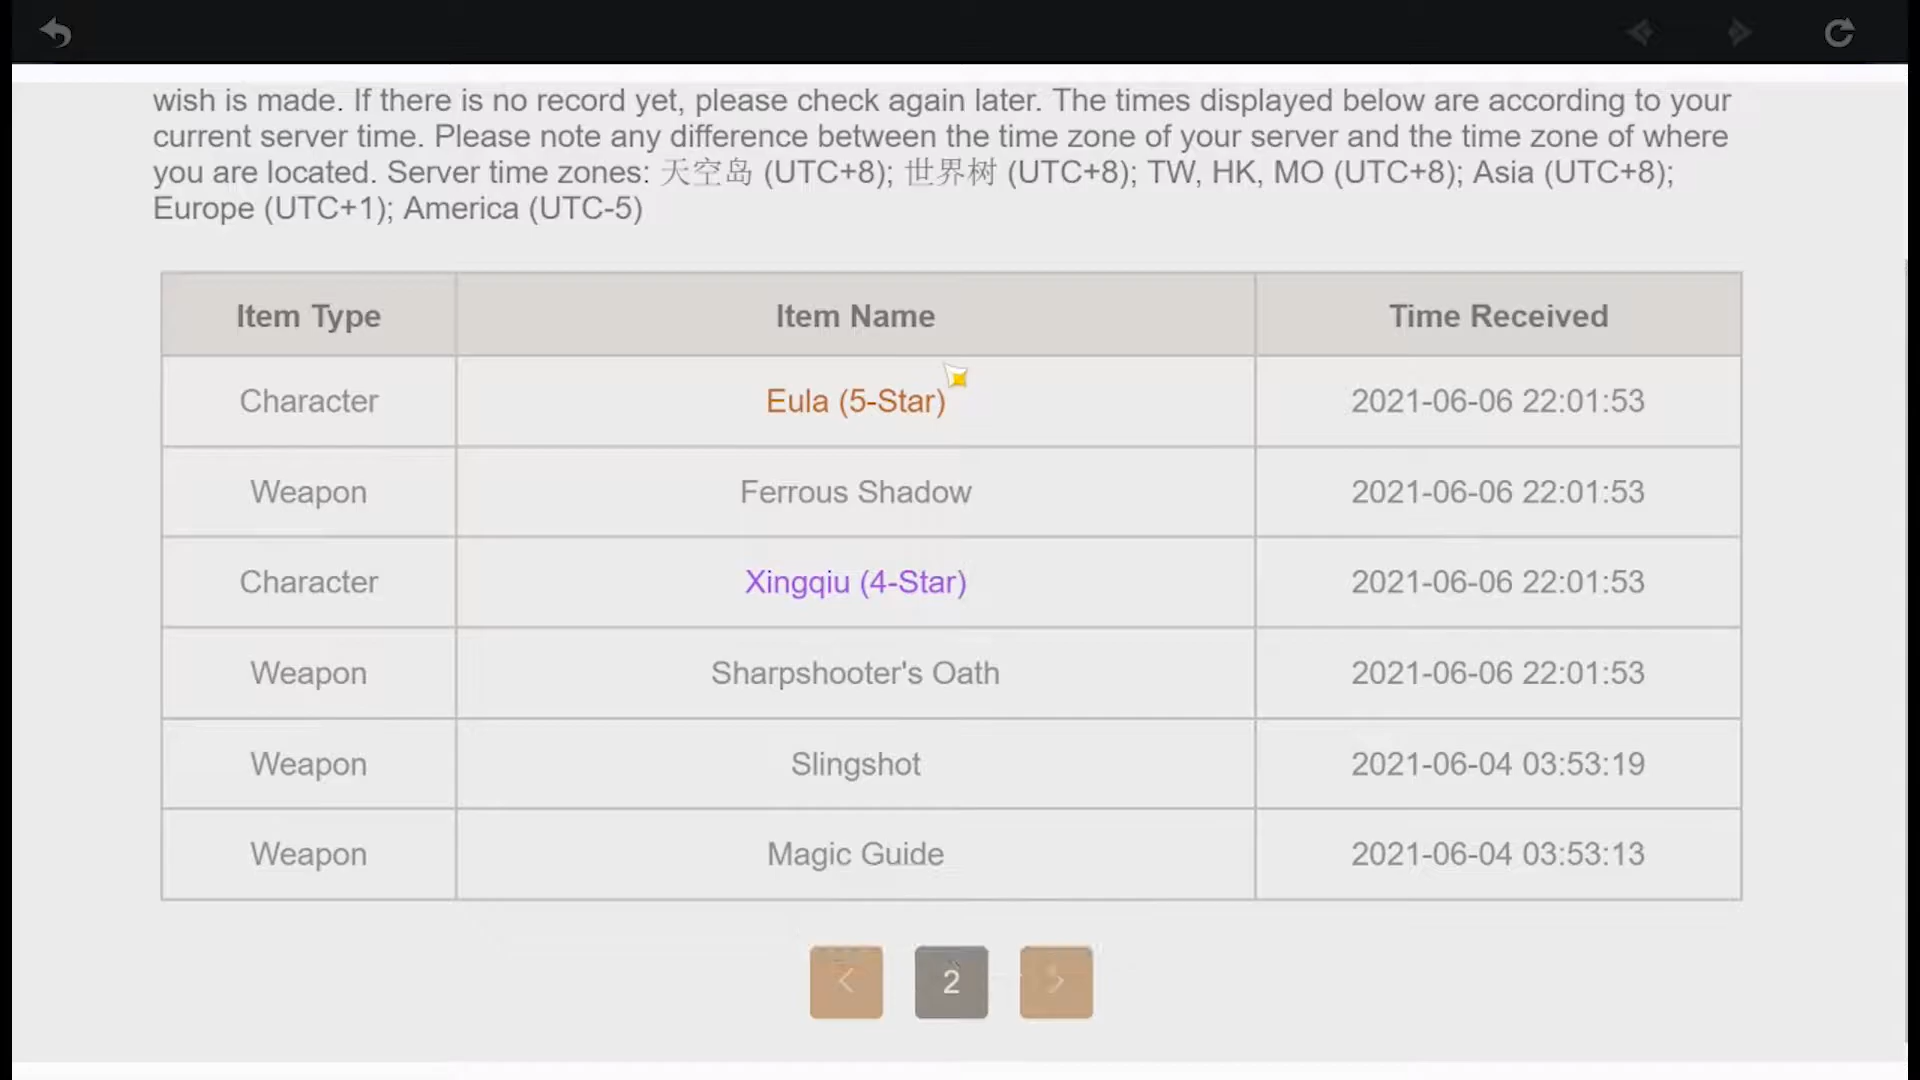 wish is made. If there is no record yet, please check again later. The times displayed below are according to your
current server time. Please note any difference between the time zone of your server and the time zone of where
you are located. Server time zones: 天空岛 (UTC+8); 世界树 (UTC+8); TW, HK, MO (UTC+8); Asia (UTC+8);
Europe (UTC+1); America (UTC-5)
Item Type Item Name Time Received
Character Eula (5-Star) 2021-06-06 22:01:53
Weapon Ferrous Shadow 2021-06-06 22:01:53
Character Xingqiu (4-Star) 2021-06-06 22:01:53
Weapon Sharpshooter's Oath 2021-06-06 22:01:53
Weapon Slingshot 2021-06-04 03:53:19
Weapon Magic Guide 2021-06-04 03:53:13
2